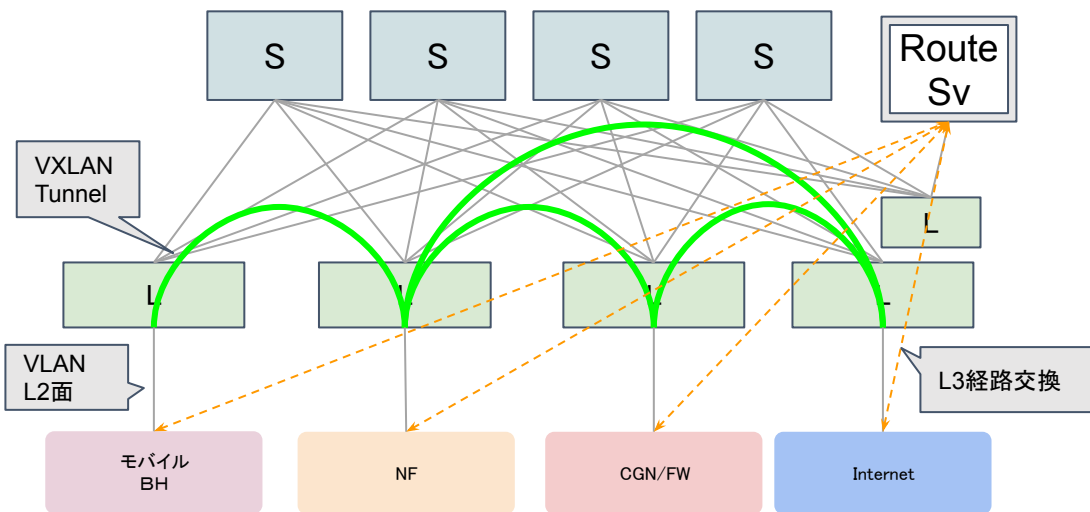 S
S
S
S
Route
Sv
VXLAN
Tunnel
L
L
L
L
L
VLAN
L2面
L3経路交換
モバイル
BH
NF
CGN/FW
Internet